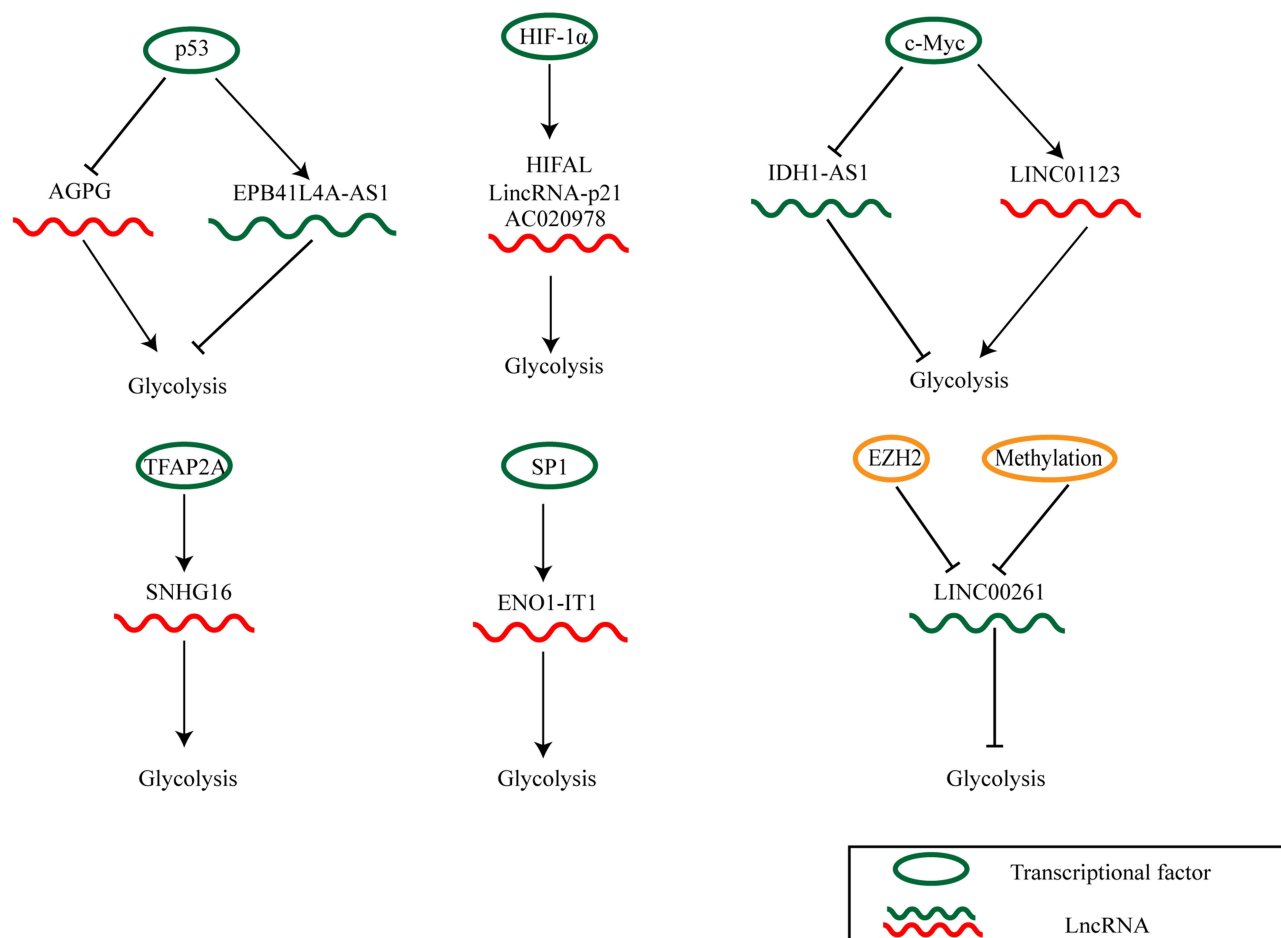 p53
AGPG
EPB41L4A-AS1
Glycolysis
HIF-1α
HIFAL
LincRNA-p21
AC020978
Glycolysis
c-Myc
IDH1-AS1
LINC01123
Glycolysis
TFAP2A
SNHG16
Glycolysis
SP1
ENO1-IT1
Glycolysis
EZH2
Methylation
LINC00261
Glycolysis
Transcriptional factor
LncRNA